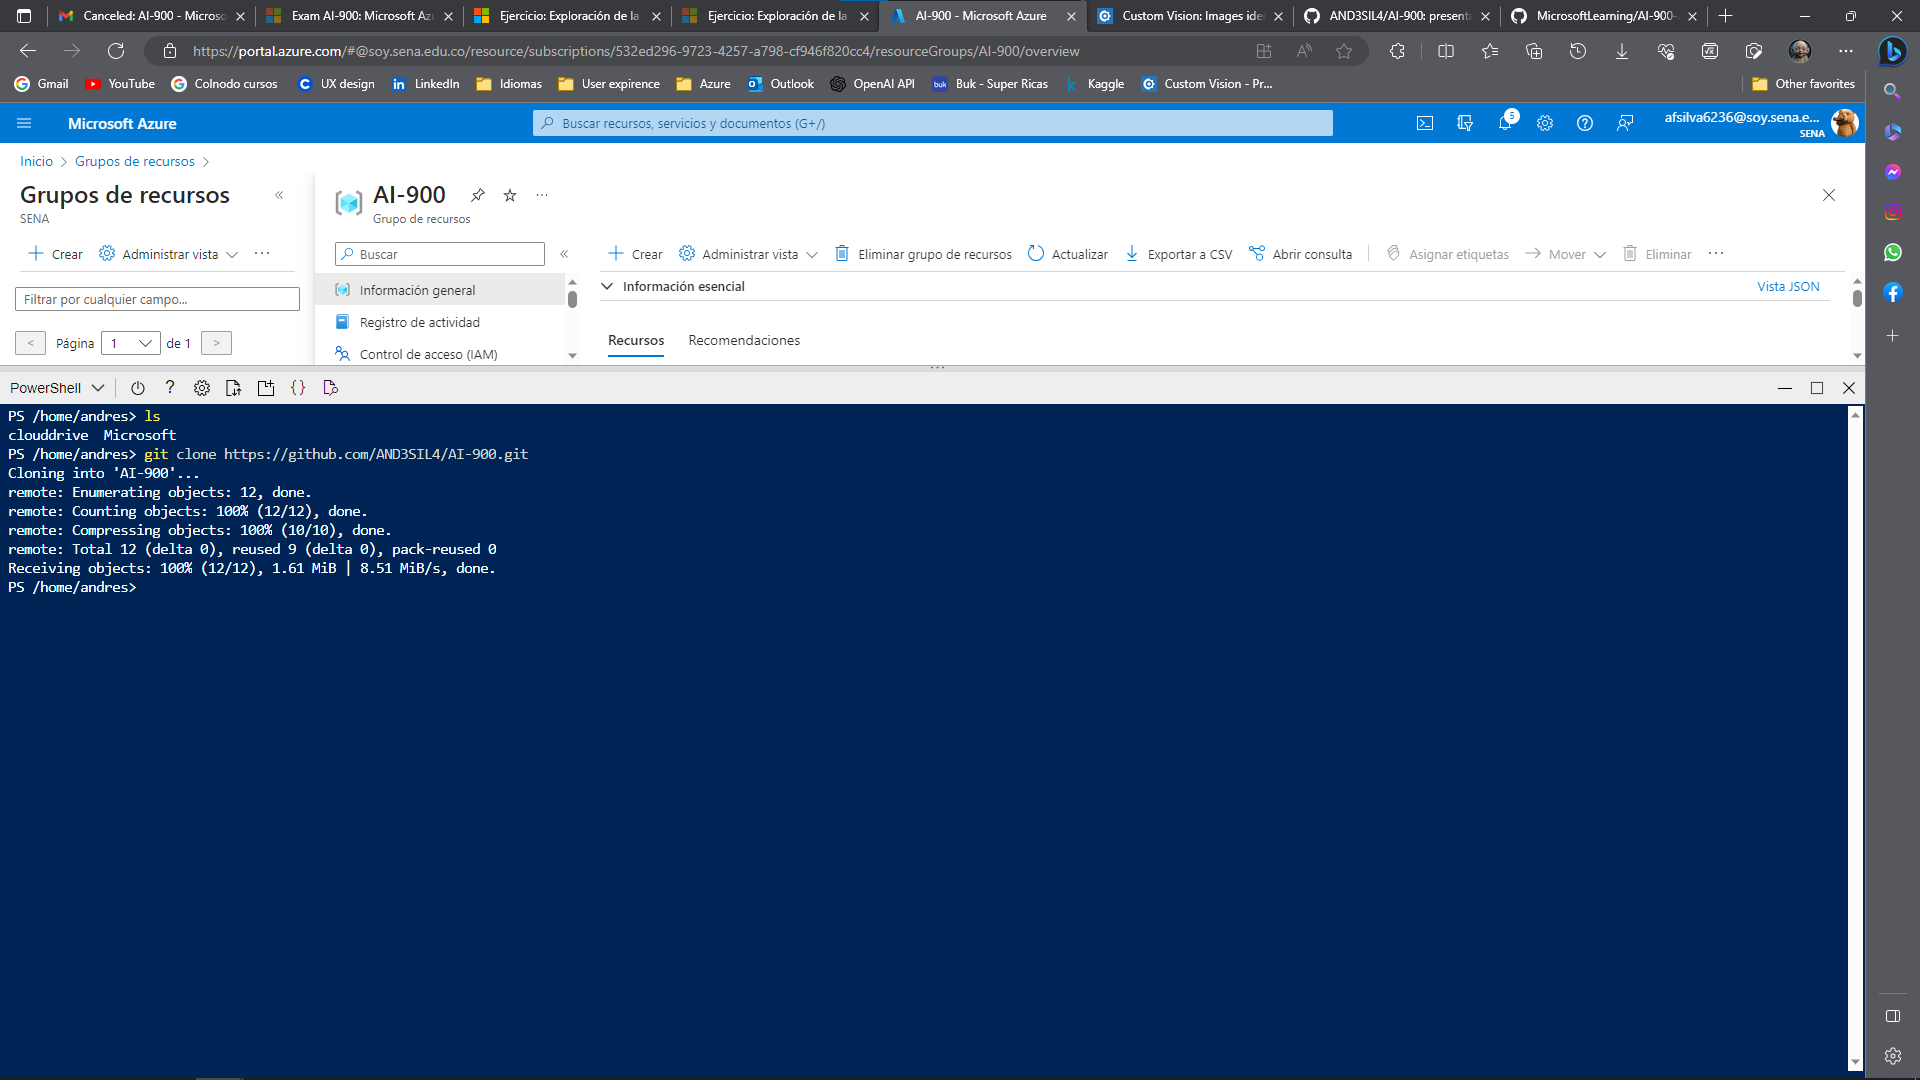 Canceled: AI-900 - Microso
Exam AI-900: Microsoft Az
Ejercicio: Exploración de la
Ejercicio: Exploración de la
AI-900 - Microsoft Azure
Custom Vision: Images ide
AND3SIL4/AI-900: present
MicrosoftLearning/AI-900-
https://portal.azure.com/#@soy.sena.edu.co/resource/subscriptions/532ed296-9723-4257-a798-cf946f820cc4/resourceGroups/AI-900/overview
Gmail
YouTube
Colnodo cursos
UX design
LinkedIn
Idiomas
User expirence
Azure
Outlook
OpenAI API
Buk - Super Ricas
Kaggle
Custom Vision - Pr...
Other favorites
Microsoft Azure
Buscar recursos, servicios y documentos (G+/)
5
afsilva6236@soy.sena.e...
SENA
Inicio > Grupos de recursos >
Grupos de recursos
SENA
Crear
Administrar vista
Filtrar por cualquier campo...
< Página 1 de 1 >
AI-900
Grupo de recursos
Buscar
Información general
Registro de actividad
Control de acceso (IAM)
Crear
Administrar vista
Eliminar grupo de recursos
Actualizar
Exportar a CSV
Abrir consulta
Asignar etiquetas
Mover
Eliminar
Información esencial
Vista JSON
Recursos
Recomendaciones
PowerShell
PS /home/andres> ls
clouddrive  Microsoft
PS /home/andres> git clone https://github.com/AND3SIL4/AI-900.git
Cloning into 'AI-900'...
remote: Enumerating objects: 12, done.
remote: Counting objects: 100% (12/12), done.
remote: Compressing objects: 100% (10/10), done.
remote: Total 12 (delta 0), reused 9 (delta 0), pack-reused 0
Receiving objects: 100% (12/12), 1.61 MiB | 8.51 MiB/s, done.
PS /home/andres>